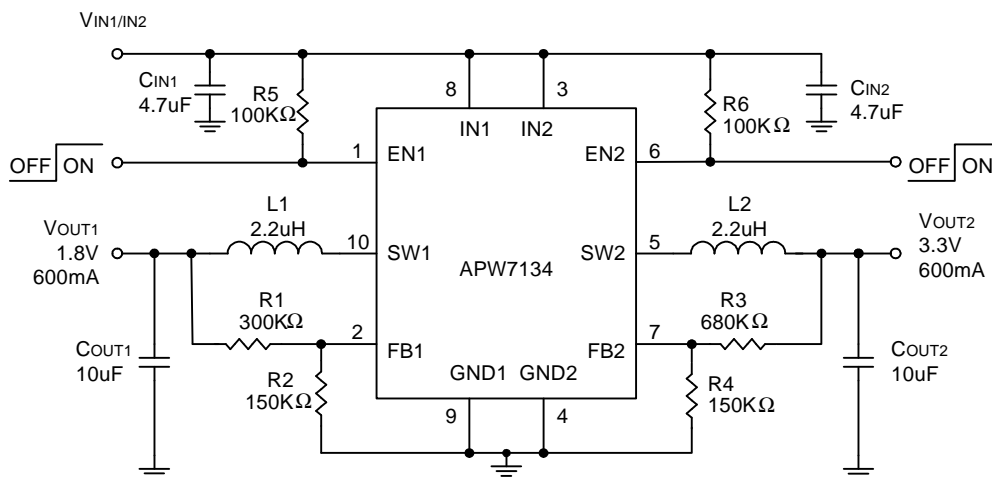 VIN1/IN2
CIN1
4.7uF
R5
100KΩ
8
3
IN1
IN2
R6
100KΩ
CIN2
4.7uF
OFF ON
1
EN1
EN2
6
OFF ON
VOUT1
1.8V
600mA
L1
2.2uH
10
SW1
APW7134
SW2
5
L2
2.2uH
VOUT2
3.3V
600mA
R1
300KΩ
2
FB1
FB2
7
R3
680KΩ
COUT1
10uF
R2
150KΩ
GND1
GND2
9
4
R4
150KΩ
COUT2
10uF